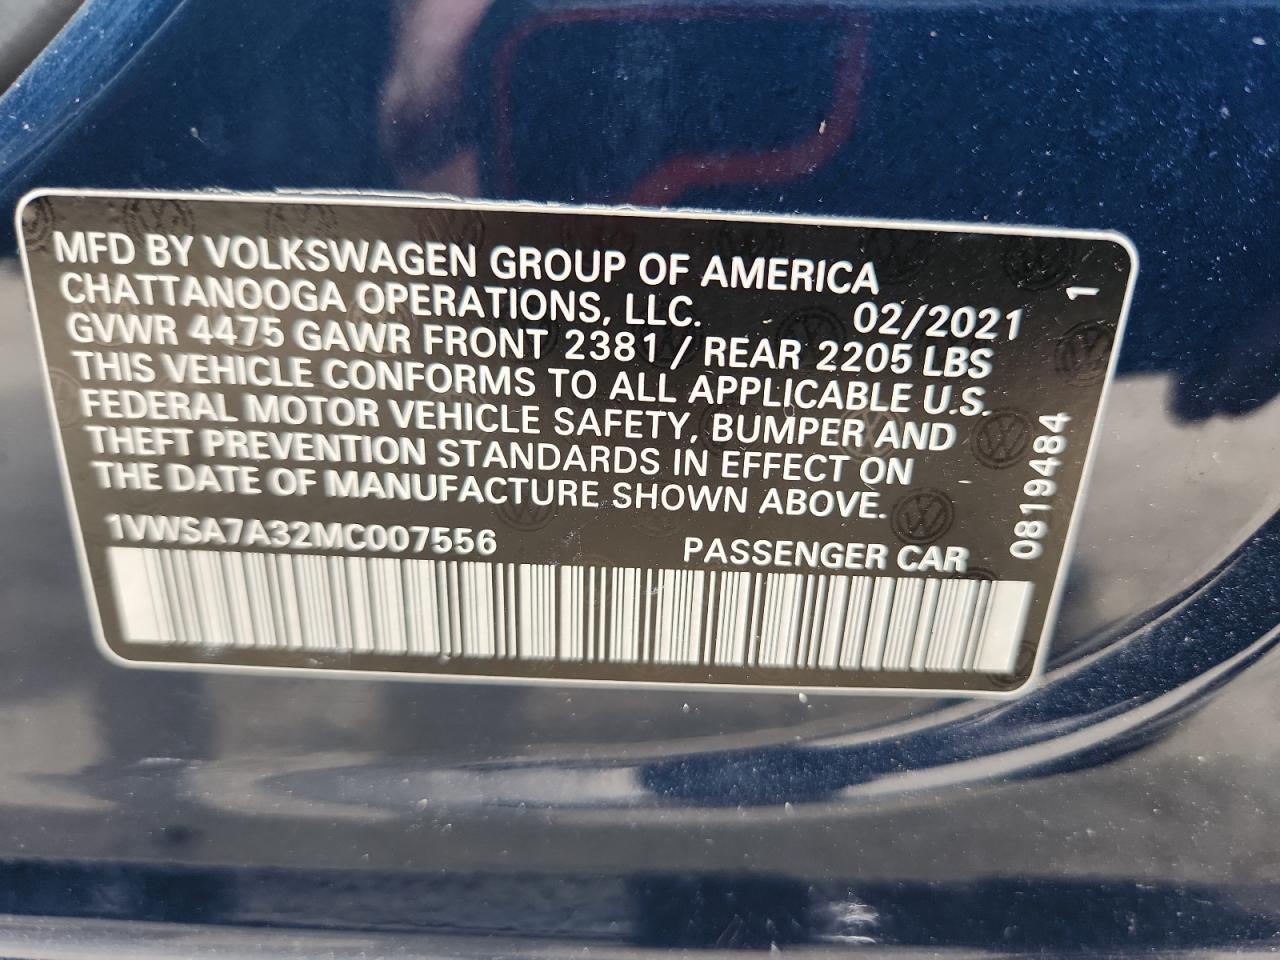 MFD BY VOLKSWAGEN GROUP OF AMERICA
CHATTANOOGA OPERATIONS, LLC. 02/2021 1
GVWR 4475 GAWR FRONT 2381 / REAR 2205 LBS
THIS VEHICLE CONFORMS TO ALL APPLICABLE U.S.
FEDERAL MOTOR VEHICLE SAFETY, BUMPER AND
THEFT PREVENTION STANDARDS IN EFFECT ON
THE DATE OF MANUFACTURE SHOWN ABOVE.
1VWSA7A32MC007556 PASSENGER CAR
0819484